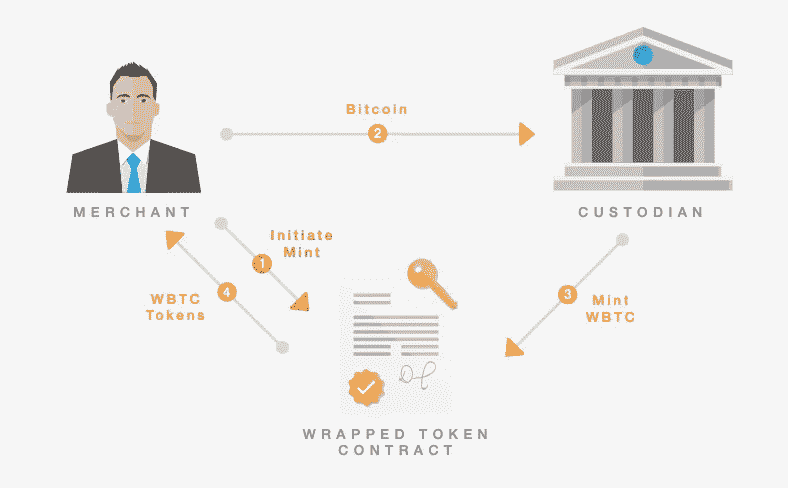 Bitcoin
2
MERCHANT
CUSTODIAN
Initiate
Mint
1
4
WBTC
Tokens
3
Mint
WBTC
WRAPPED TOKEN
CONTRACT